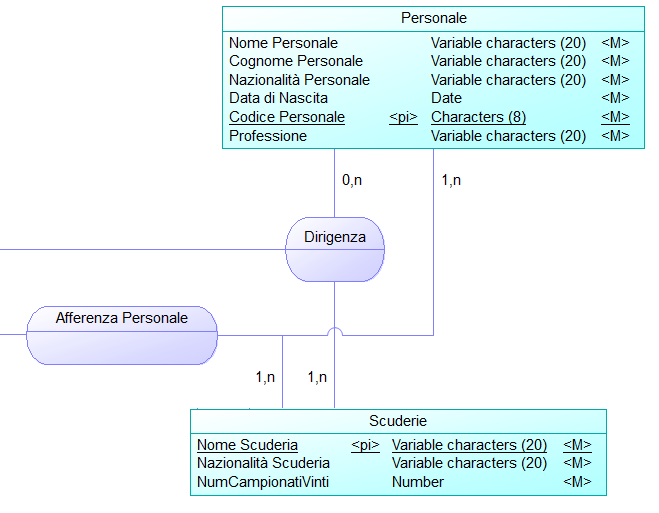 Personale
Nome Personale Variable characters (20) <M>
Cognome Personale Variable characters (20) <M>
Nazionalità Personale Variable characters (20) <M>
Data di Nascita Date <M>
Codice Personale <pi> Characters (8) <M>
Professione Variable characters (20) <M>
0,n 1,n
Dirigenza
Afferenza Personale
1,n 1,n
Scuderie
Nome Scuderia <pi> Variable characters (20) <M>
Nazionalità Scuderia Variable characters (20) <M>
NumCampionatiVinti Number <M>